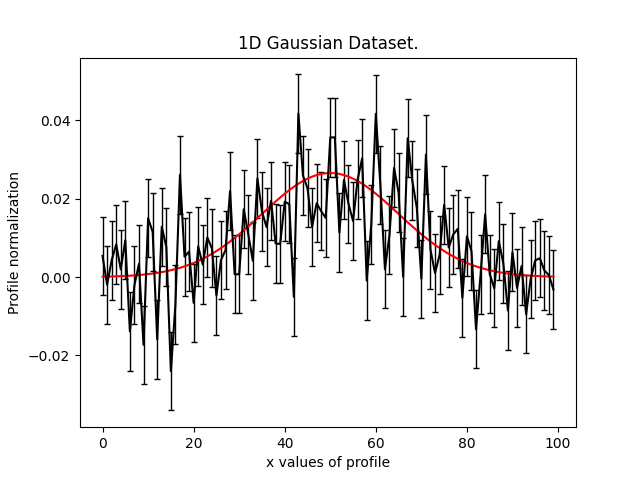 1D Gaussian Dataset.
Profile normalization
0.04
0.02
0.00
−0.02
0 20 40 60 80 100
x values of profile